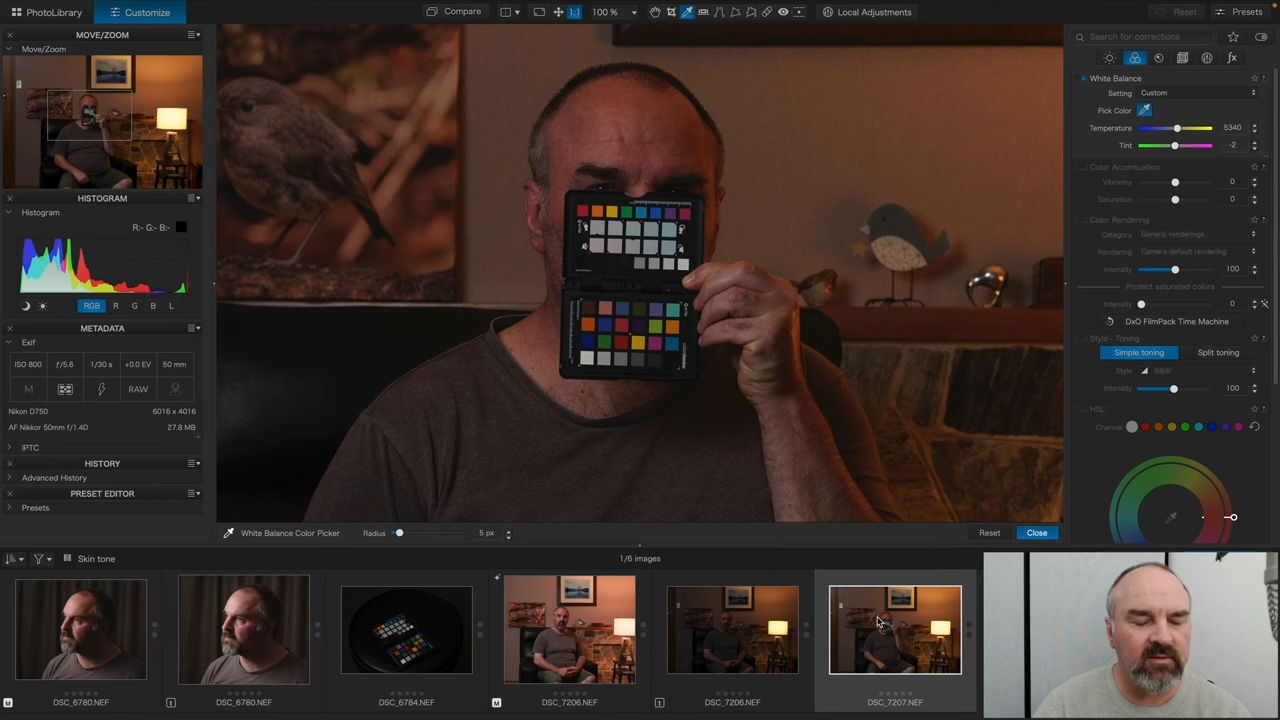 PhotoLibrary
Customize
Compare
1:1
100 %
Local Adjustments
Reset
Presets
MOVE/ZOOM
Move/Zoom
HISTOGRAM
Histogram
R:- G:- B:-
RGB
R
G
B
L
METADATA
Exif
ISO 800
ƒ/5.6
1/30 s
+0.0 EV
50 mm
M
RAW
Nikon D750
6016 x 4016
AF Nikkor 50mm f/1.4D
27.8 MB
IPTC
HISTORY
Advanced History
PRESET EDITOR
Presets
White Balance Color Picker
Radius
5 px
Reset
Close
Search for corrections
fx
White Balance
Setting
Custom
Pick Color
Temperature
5340
Tint
-2
Color Accentuation
Vibrancy
0
Saturation
0
Color Rendering
Category
Generic renderings
Rendering
Camera default rendering
Intensity
100
Protect saturated colors
Intensity
0
DxO FilmPack Time Machine
Style - Toning
Simple toning
Split toning
Style
B&W
Intensity
100
HSL
Channel
Skin tone
1/6 images
M
DSC_6780.NEF
1
DSC_6780.NEF
DSC_6784.NEF
M
DSC_7206.NEF
1
DSC_7206.NEF
DSC_7207.NEF